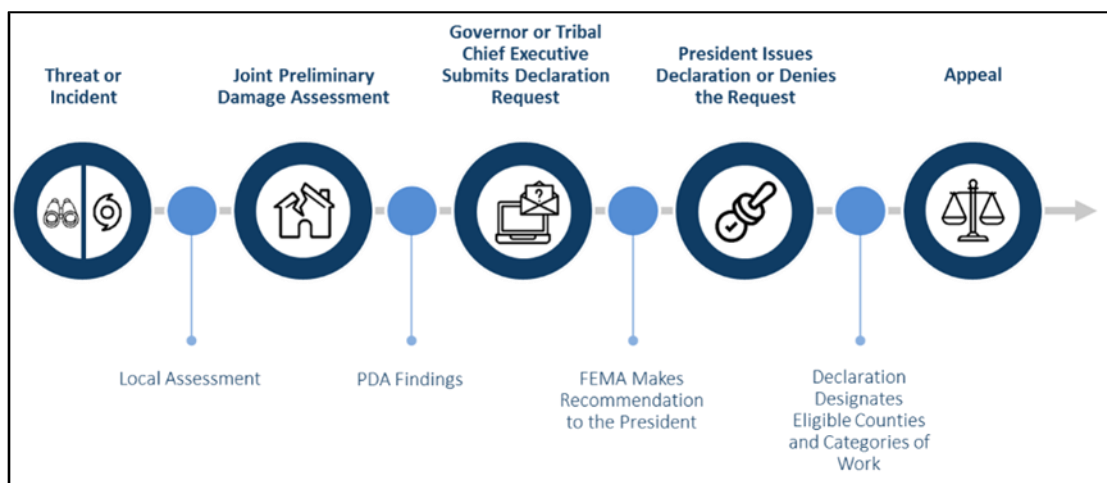 Threat or
Incident
Joint Preliminary
Damage Assessment
Governor or Tribal
Chief Executive
Submits Declaration
Request
President Issues
Declaration or Denies
the Request
Appeal
?
Local Assessment
PDA Findings
FEMA Makes
Recommendation
to the President
Declaration
Designates
Eligible Counties
and Categories of
Work